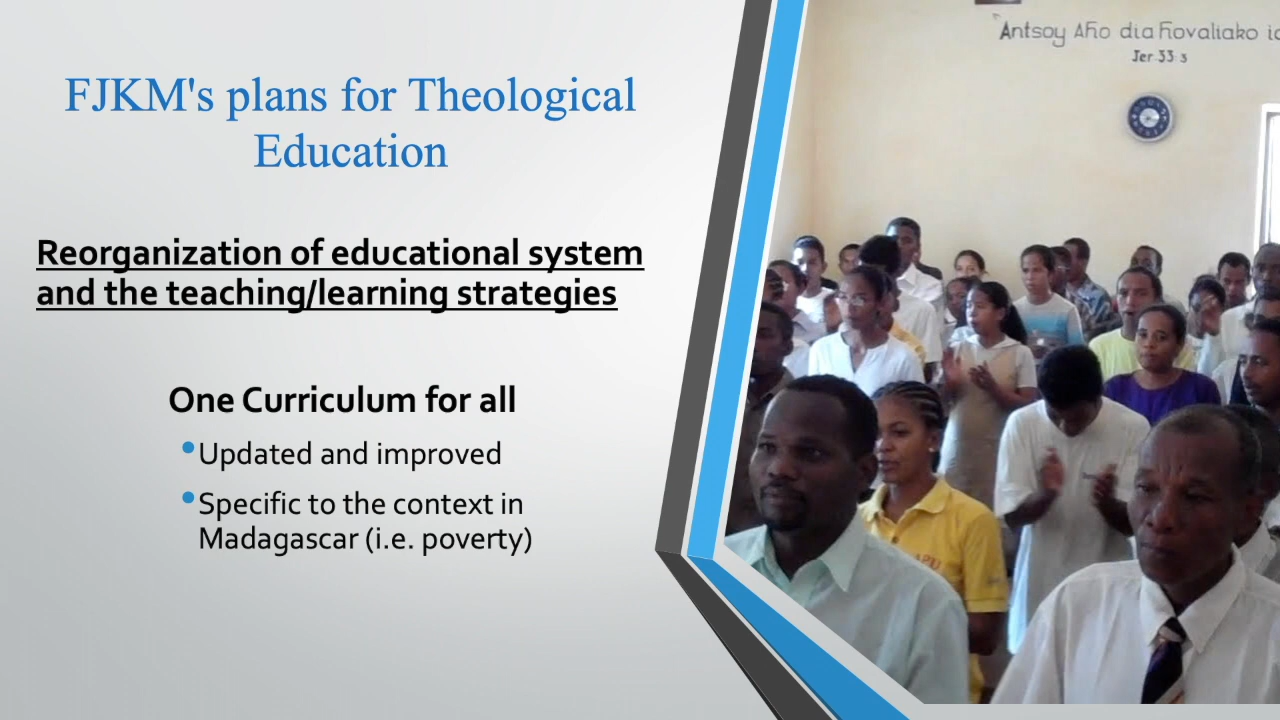 FJKM's plans for Theological
Education
Reorganization of educational system
and the teaching/learning strategies
One Curriculum for all
• Updated and improved
• Specific to the context in
Madagascar (i.e. poverty)
"Antsoy Aho dia hovaliako
Jer 33:3